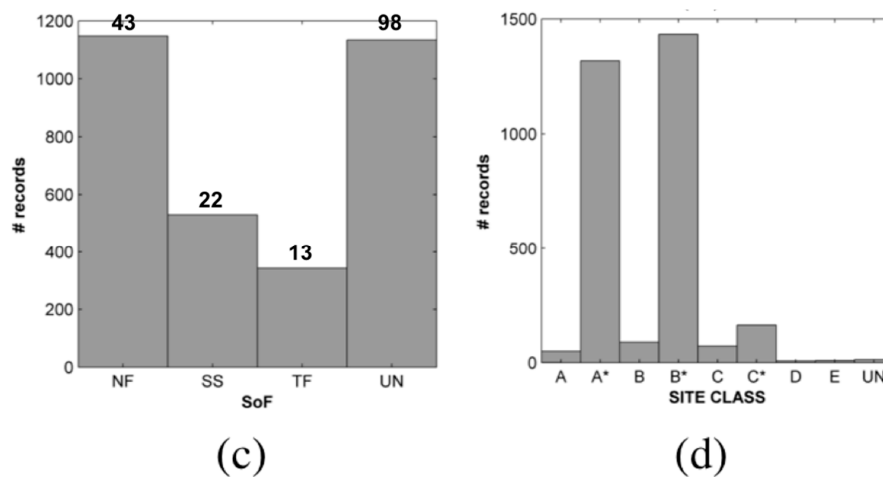 1200
1000
800
600
400
200
0
# records
43
22
13
98
NF SS TF UN
SoF
(c)
1500
1000
500
0
# records
A A* B B* C C* D E UN
SITE CLASS
(d)